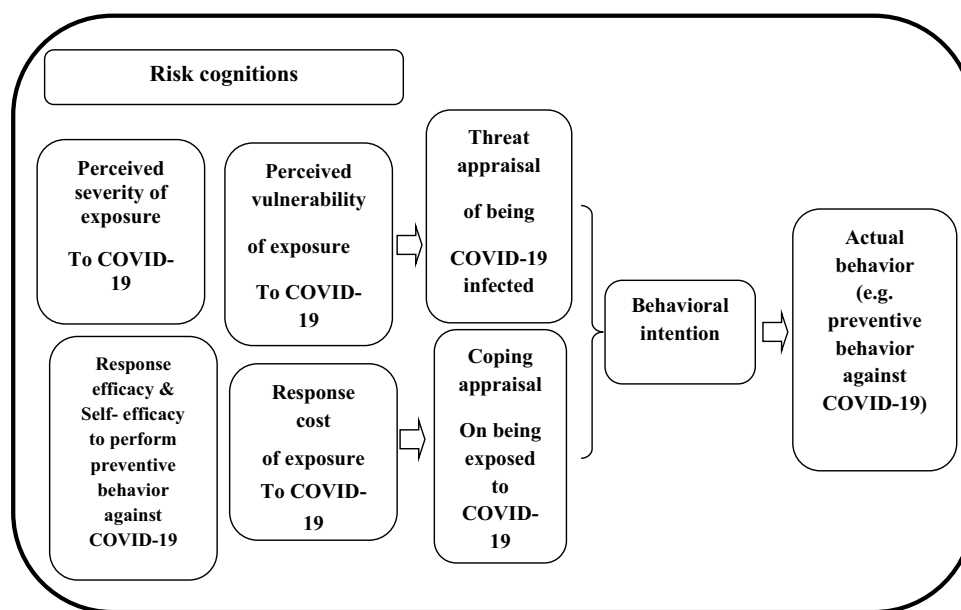 Risk cognitions
Perceived
severity of
exposure
To COVID-
19
Perceived
vulnerability
of exposure
To COVID-
19
Threat
appraisal
of being
COVID-19
infected
Response
efficacy &
Self- efficacy
to perform
preventive
behavior
against
COVID-19
Response
cost
of exposure
To COVID-
19
Coping
appraisal
On being
exposed
to
COVID-
19
Behavioral
intention
Actual
behavior
(e.g.
preventive
behavior
against
COVID-19)